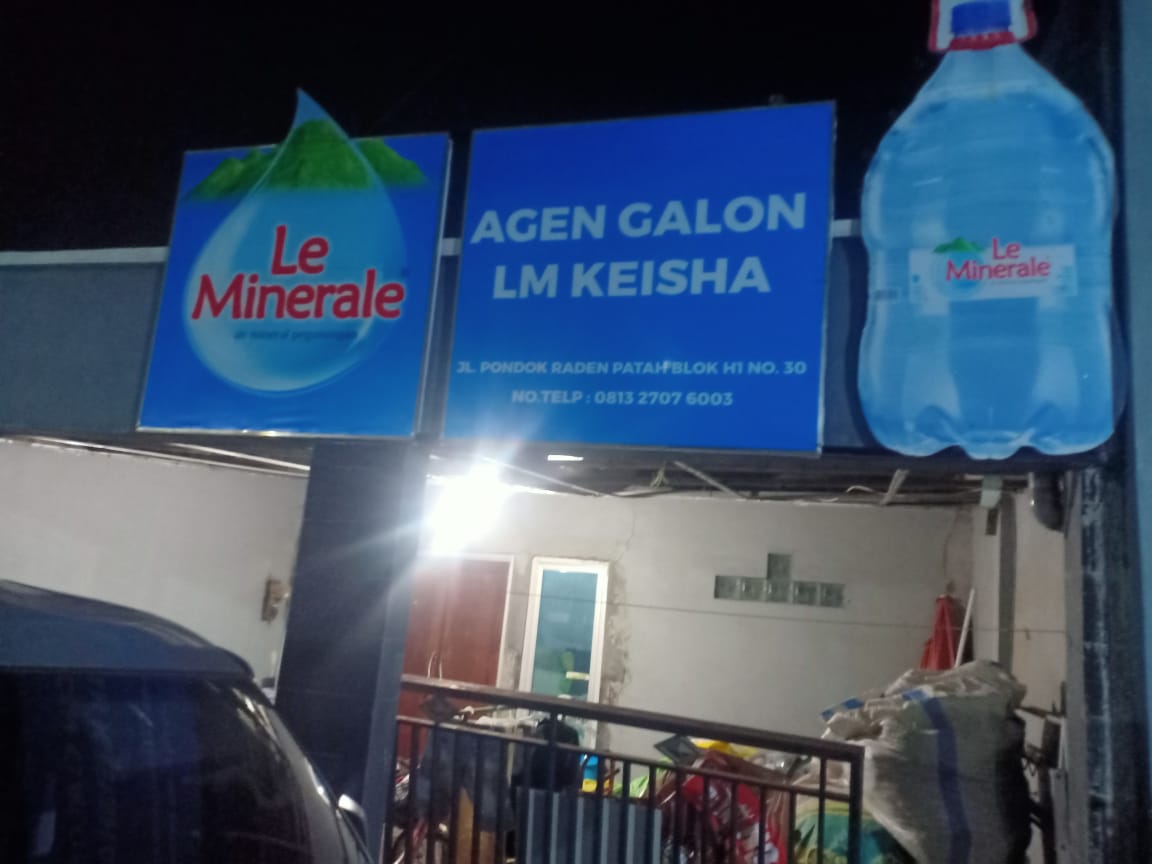 Le
Minerale
AGEN GALON
LM KEISHA
JL. PONDOK RADEN PATAH BLOK H1 NO. 30
NO.TELP : 0813 2707 6003
Le
Minerale